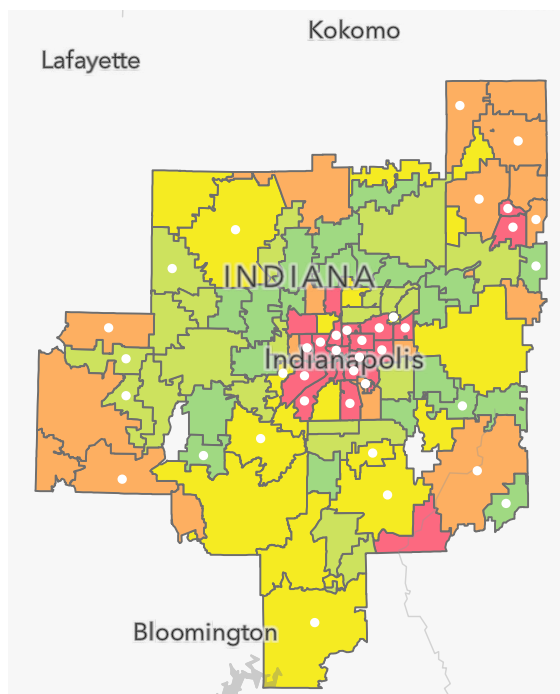 Kokomo
Lafayette
INDIANA
Indianapolis
Bloomington